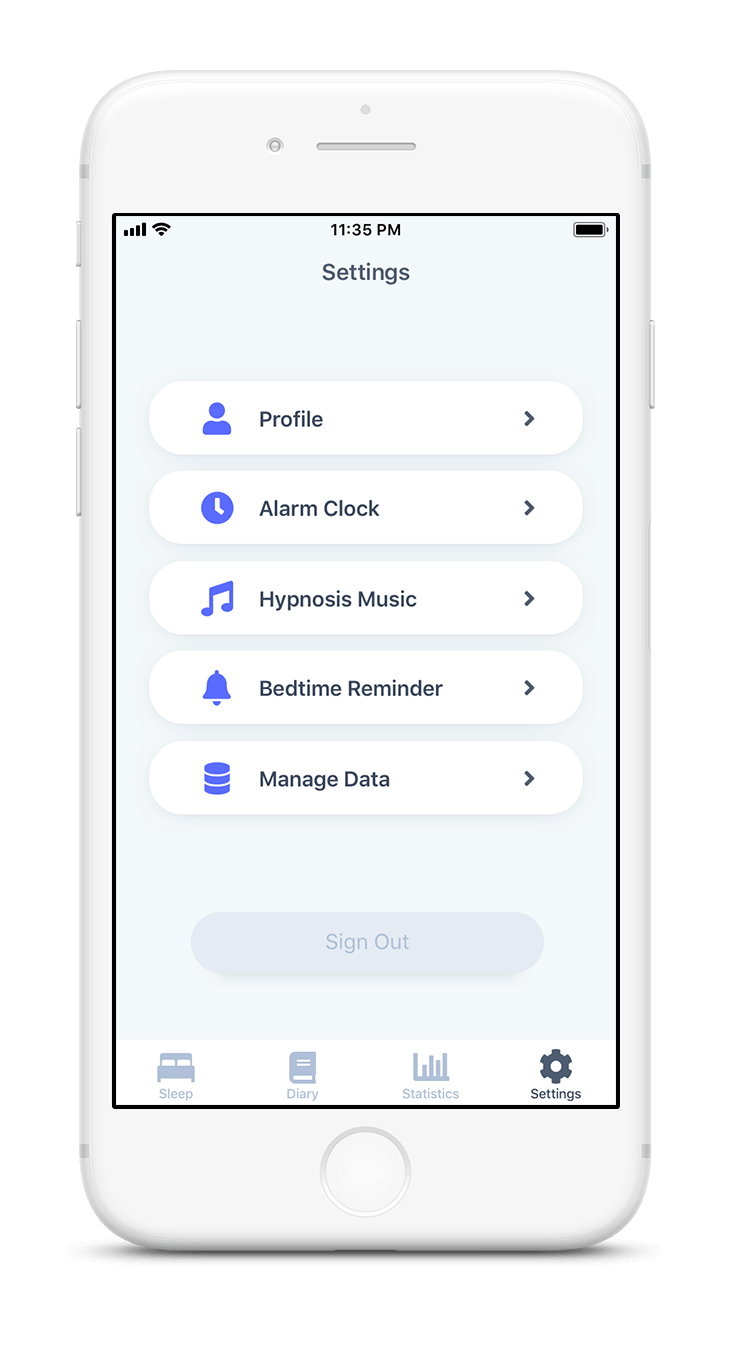 11:35 PM
Settings
Profile
Alarm Clock
Hypnosis Music
Bedtime Reminder
Manage Data
Sign Out
Sleep
Diary
Statistics
Settings